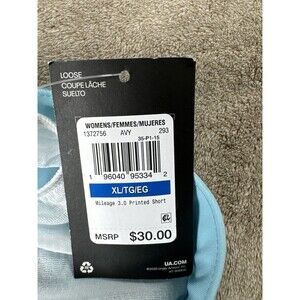 LOOSE
COUPE LÂCHE
SUELTO
WOMENS/FEMMES/MUJERES
1372756 AVY 293
35-P1-15
1 96040 95334 2
XL/TG/EG
Mileage 3.0 Printed Short
MSRP $30.00
UA.COM